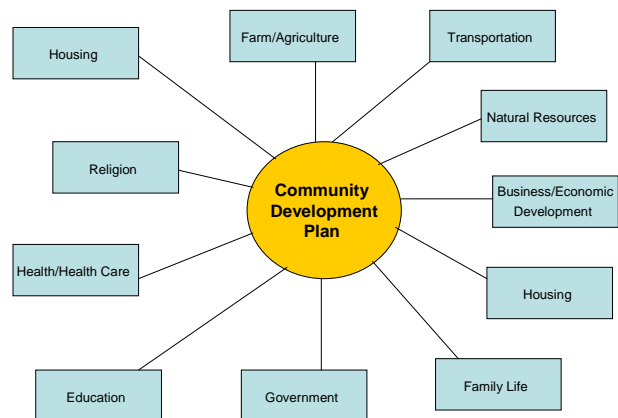 Farm/Agriculture
Transportation
Housing
Natural Resources
Religion
Community
Development
Plan
Business/Economic
Development
Health/Health Care
Housing
Family Life
Education
Government